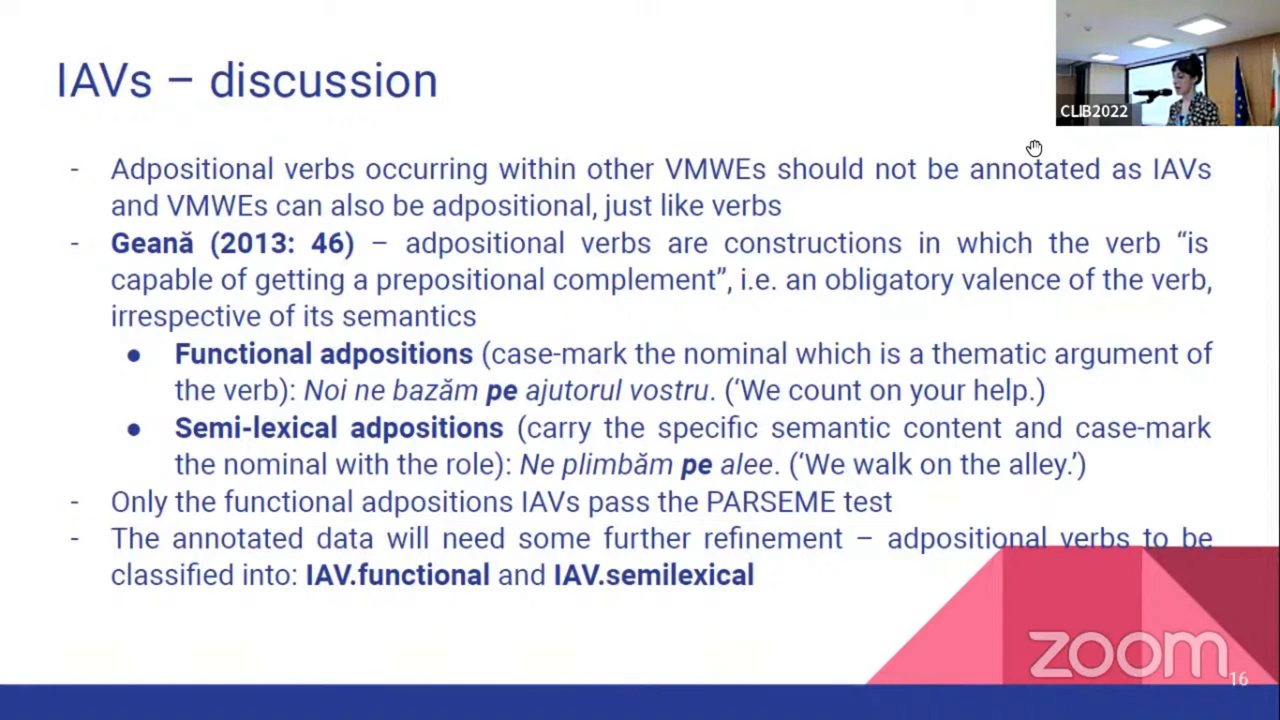 IAVs – discussion
CLIB2022
- Adpositional verbs occurring within other VMWEs should not be annotated as IAVs
and VMWEs can also be adpositional, just like verbs
- Geană (2013: 46) – adpositional verbs are constructions in which the verb “is
capable of getting a prepositional complement”, i.e. an obligatory valence of the verb,
irrespective of its semantics
● Functional adpositions (case-mark the nominal which is a thematic argument of
the verb): Noi ne bazăm pe ajutorul vostru. (‘We count on your help.)
● Semi-lexical adpositions (carry the specific semantic content and case-mark
the nominal with the role): Ne plimbăm pe alee. (‘We walk on the alley.’)
- Only the functional adpositions IAVs pass the PARSEME test
- The annotated data will need some further refinement – adpositional verbs to be
classified into: IAV.functional and IAV.semilexical
zoom
16